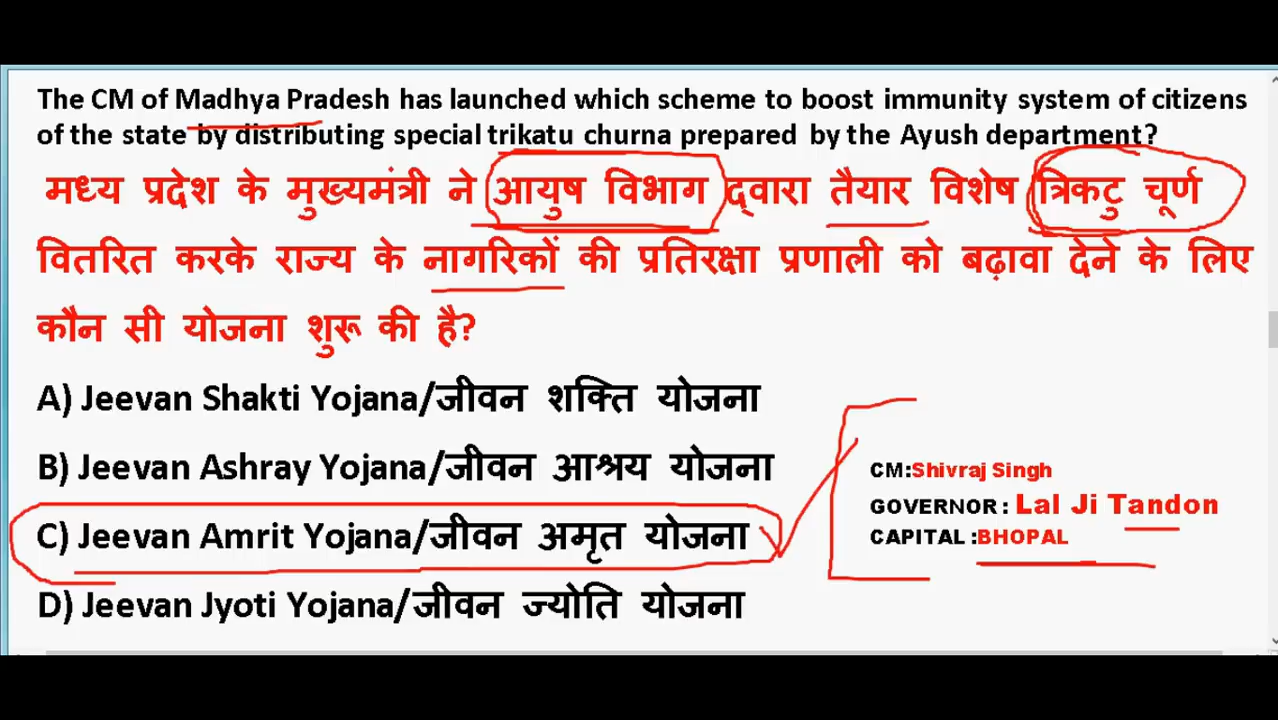 The CM of Madhya Pradesh has launched which scheme to boost immunity system of citizens
of the state by distributing special trikatu churna prepared by the Ayush department?
मध्य प्रदेश के मुख्यमंत्री ने आयुष विभाग द्वारा तैयार विशेष त्रिकटु चूर्ण
वितरित करके राज्य के नागरिकों की प्रतिरक्षा प्रणाली को बढ़ावा देने के लिए
कौन सी योजना शुरू की है?
A) Jeevan Shakti Yojana/जीवन शक्ति योजना
B) Jeevan Ashray Yojana/जीवन आश्रय योजना
C) Jeevan Amrit Yojana/जीवन अमृत योजना
D) Jeevan Jyoti Yojana/जीवन ज्योति योजना
CM:Shivraj Singh
GOVERNOR : Lal Ji Tandon
CAPITAL :BHOPAL